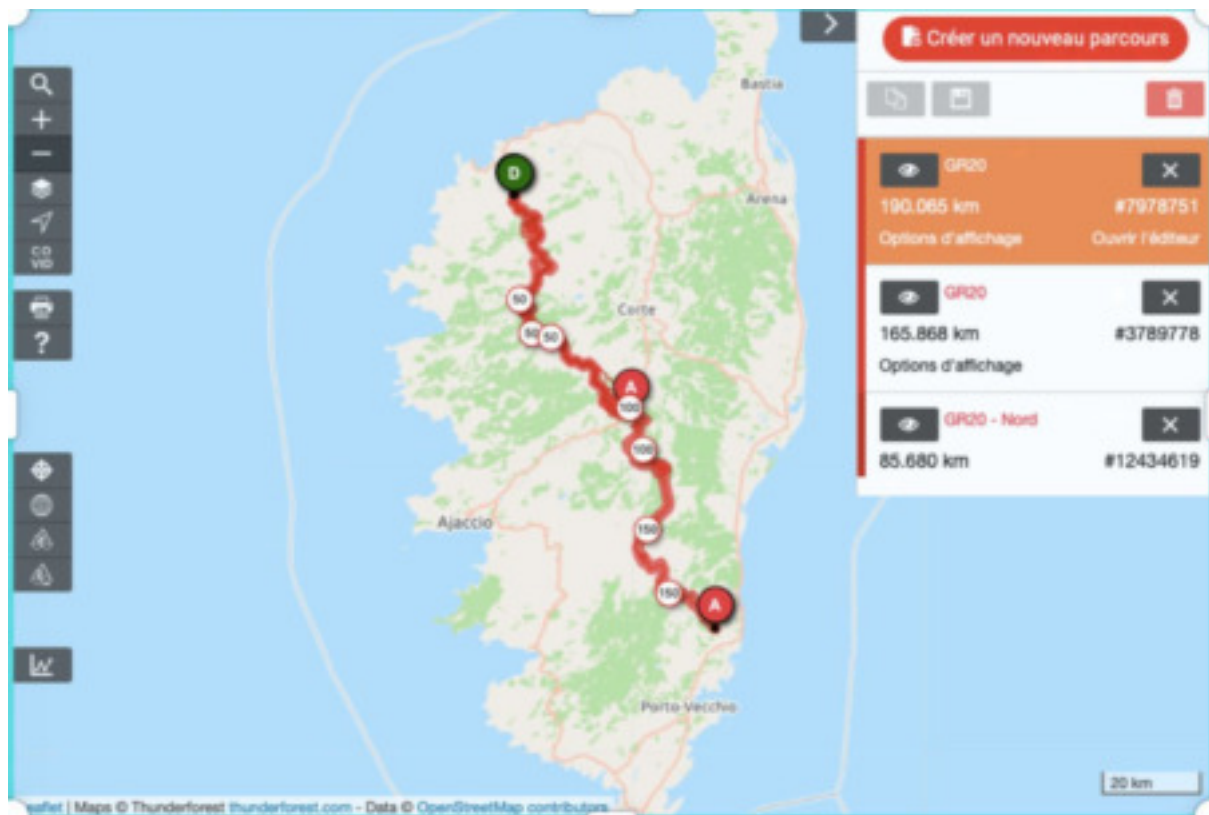 Créer un nouveau parcours
Bastia
D
GR20
190.065 km #7978751
Options d'affichage Ouvrir l'éditeur
Arena
CO
VID
GR20
165.868 km #3789778
Options d'affichage
50
Corte
50 50
?
A
100
GR20 - Nord
85.680 km #12434619
100
Ajaccio
150
150
A
Porto-Vecchio
20 km
eaflet | Maps © Thunderforest thunderforest.com - Data © OpenStreetMap contributors